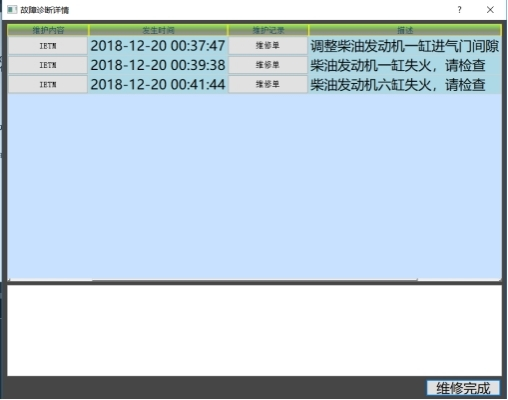 故障诊断详情
维护内容 发生时间 维护记录 描述
IETM 2018-12-20 00:37:47 维修单 调整柴油发动机一缸进气门间隙
IETM 2018-12-20 00:39:38 维修单 柴油发动机一缸失火，请检查
IETM 2018-12-20 00:41:44 维修单 柴油发动机六缸失火，请检查
维修完成